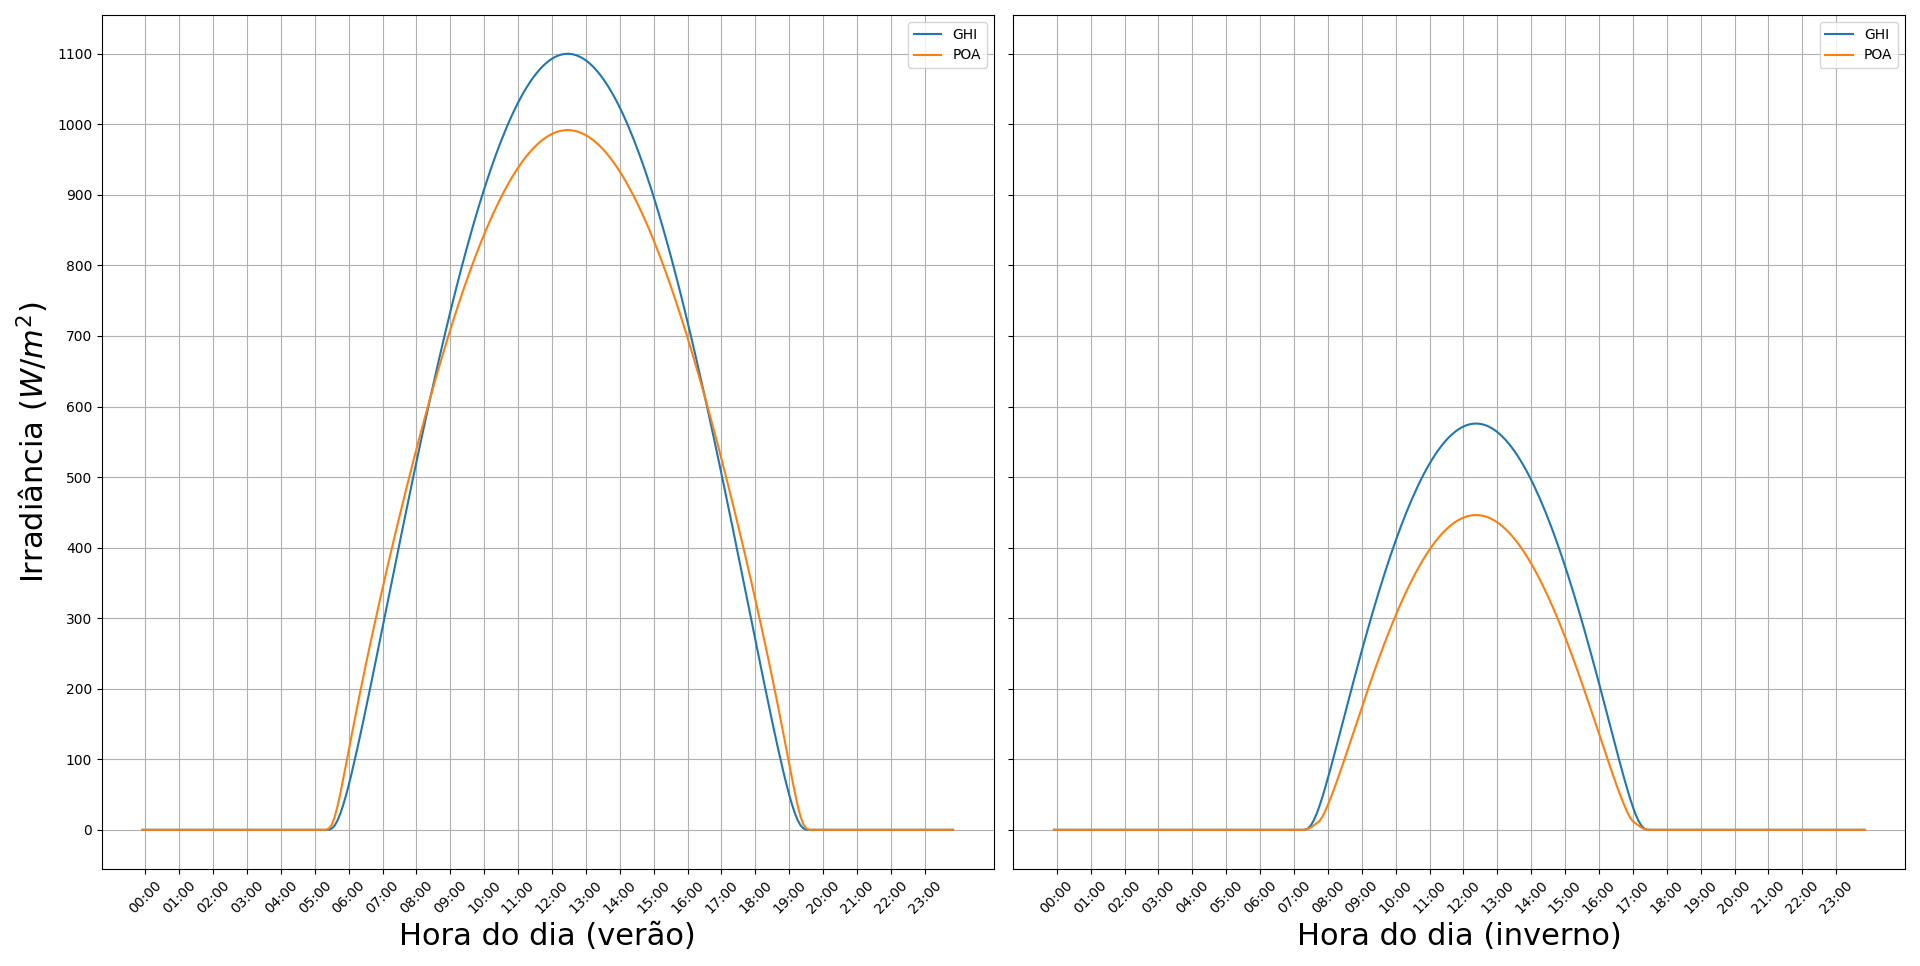 Irradiância (W/m²)
1100
1000
900
800
700
600
500
400
300
200
100
0
GHI
POA
00:00 01:00 02:00 03:00 04:00 05:00 06:00 07:00 08:00 09:00 10:00 11:00 12:00 13:00 14:00 15:00 16:00 17:00 18:00 19:00 20:00 21:00 22:00 23:00
Hora do dia (verão)
GHI
POA
00:00 01:00 02:00 03:00 04:00 05:00 06:00 07:00 08:00 09:00 10:00 11:00 12:00 13:00 14:00 15:00 16:00 17:00 18:00 19:00 20:00 21:00 22:00 23:00
Hora do dia (inverno)